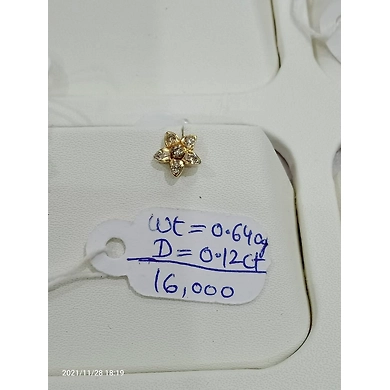 Wt = 0.640g
D = 0.12ct
16,000
2021/11/28 18:19